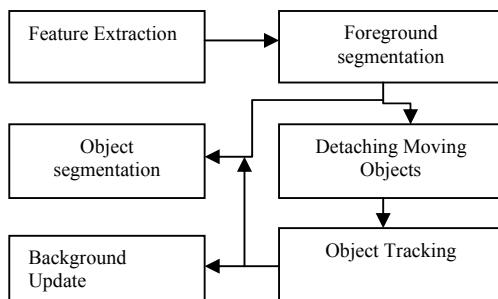 Feature Extraction
Foreground
segmentation
Object
segmentation
Detaching Moving
Objects
Background
Update
Object Tracking